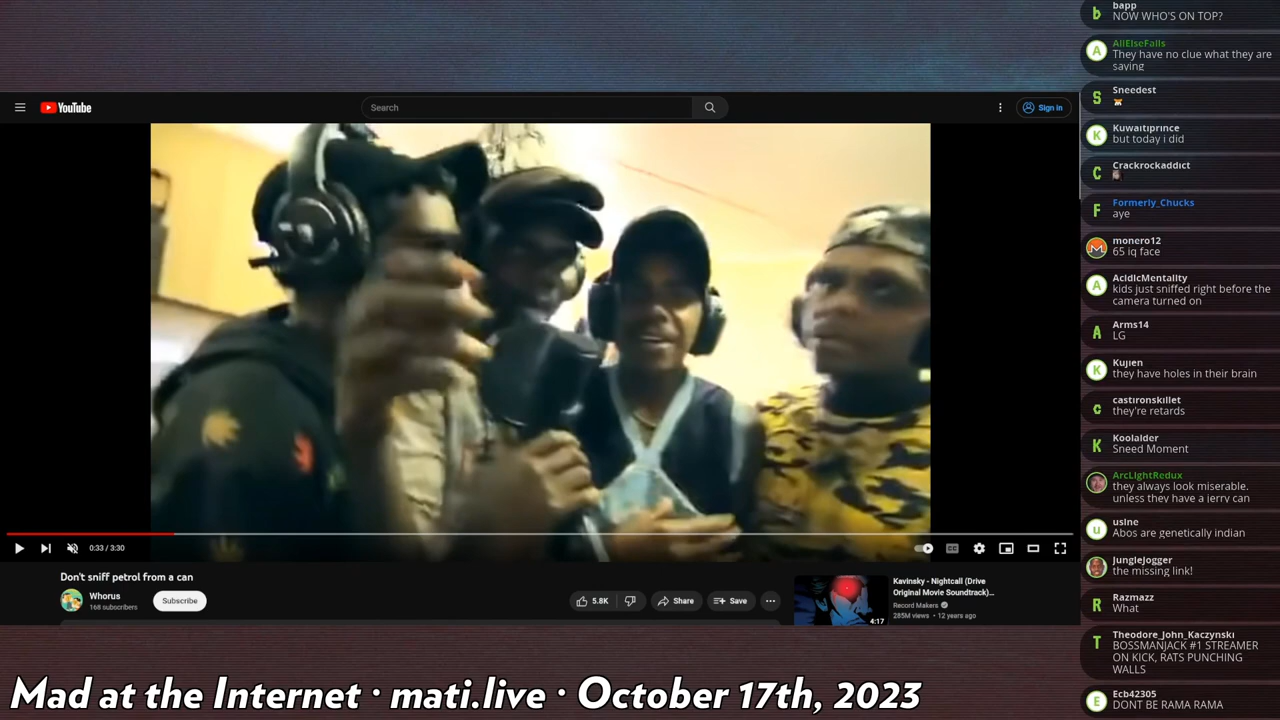 YouTube
Search
Sign in
0:33 / 3:30
Don't sniff petrol from a can
Whorus
168 subscribers
Subscribe
5.8K
Share
Save
Kavinsky - Nightcall (Drive
Original Movie Soundtrack)...
Record Makers
285M views • 12 years ago
4:17
Mad at the Internet · mati.live · October 17th, 2023
bapp
NOW WHO'S ON TOP?
AllElseFalls
They have no clue what they are
saying
Sneedest
Kuwaitiprince
but today i did
Crackrockaddict
Formerly_Chucks
aye
monero12
65 iq face
AcidicMentality
kids just sniffed right before the
camera turned on
Arms14
LG
Kujien
they have holes in their brain
castironskillet
they're retards
Koolaider
Sneed Moment
ArcLightRedux
they always look miserable.
unless they have a jerry can
usine
Abos are genetically indian
JungleJogger
the missing link!
Razmazz
What
Theodore_John_Kaczynski
BOSSMANJACK #1 STREAMER
ON KICK, RATS PUNCHING
WALLS
Ecb42305
DONT BE RAMA RAMA